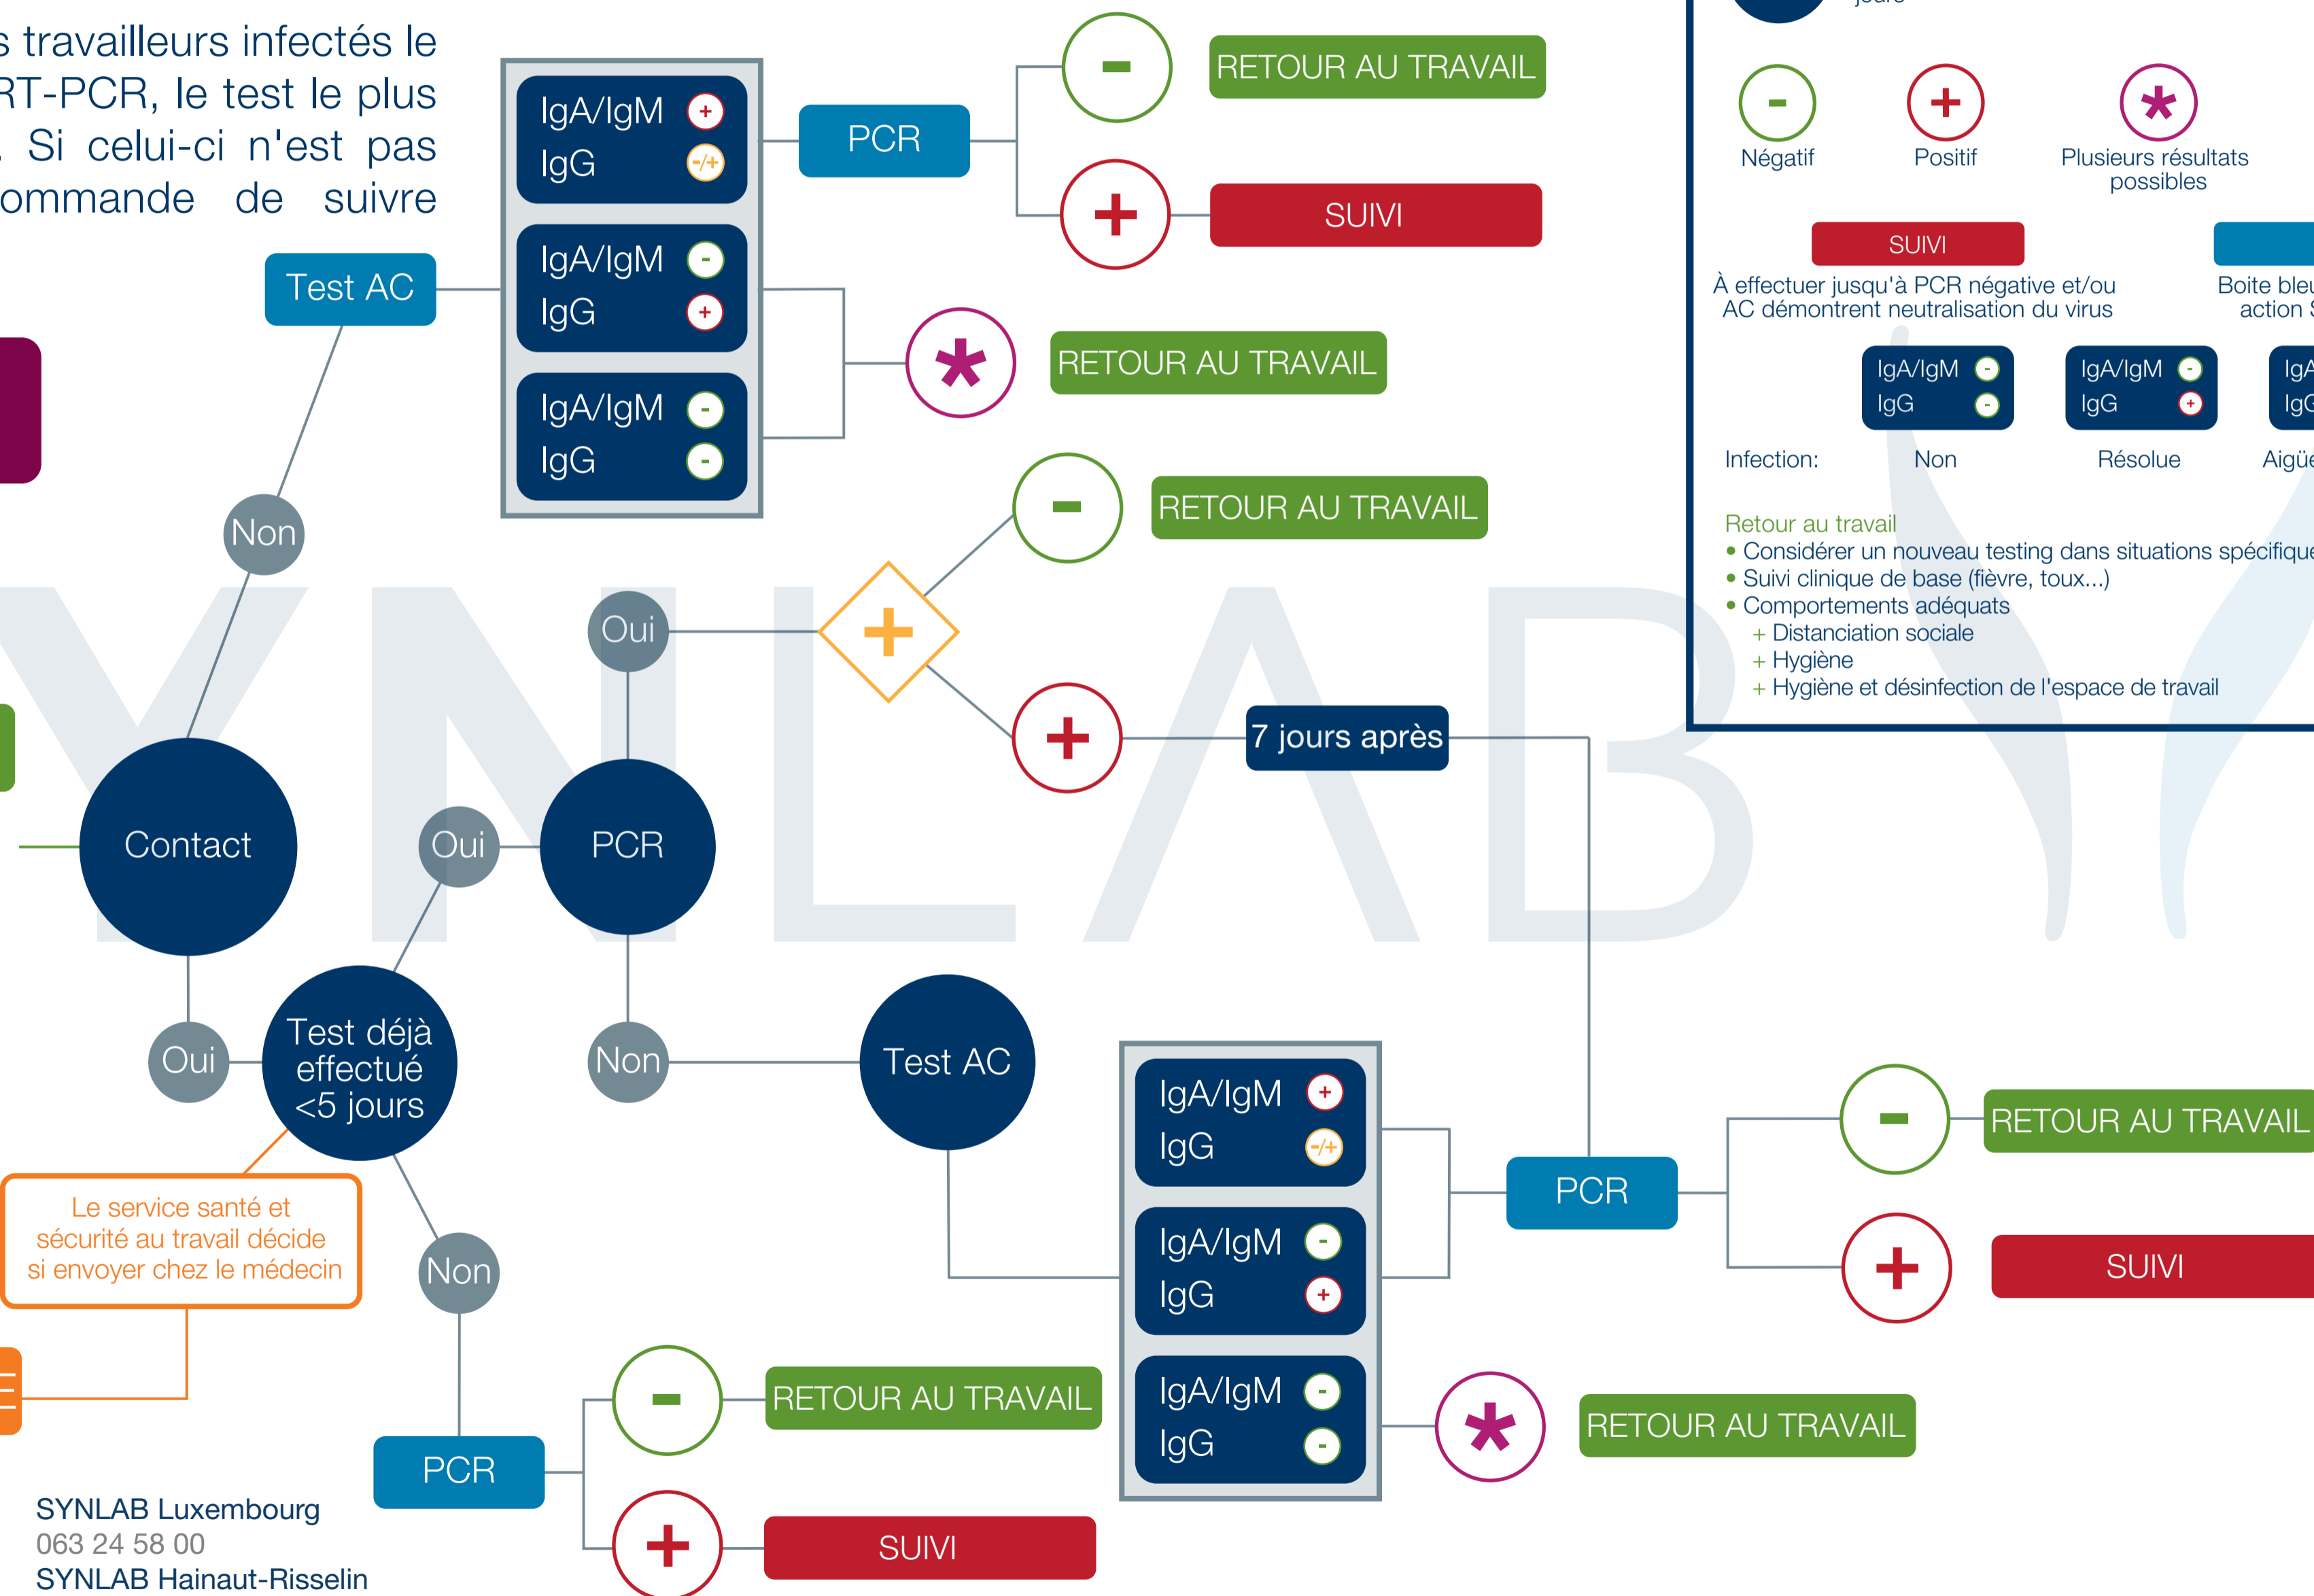 s travailleurs infectés le
RT-PCR, le test le plus
. Si celui-ci n'est pas
ommande de suivre
Test AC
IgA/IgM +
IgG -/+
IgA/IgM -
IgG +
IgA/IgM -
IgG -
PCR
-
RETOUR AU TRAVAIL
+
SUIVI
*
RETOUR AU TRAVAIL
Non
Contact
Oui
Test déjà
effectué
<5 jours
Oui
PCR
Oui
+
-
RETOUR AU TRAVAIL
+
7 jours après
Non
Test AC
IgA/IgM +
IgG -/+
IgA/IgM -
IgG +
IgA/IgM -
IgG -
PCR
-
RETOUR AU TRAVAIL
+
SUIVI
*
RETOUR AU TRAVAIL
Le service santé et
sécurité au travail décide
si envoyer chez le médecin
Non
PCR
-
RETOUR AU TRAVAIL
+
SUIVI
SYNLAB Luxembourg
063 24 58 00
SYNLAB Hainaut-Risselin
jours
-
+
*
Négatif
Positif
Plusieurs résultats
possibles
SUIVI
À effectuer jusqu'à PCR négative et/ou
AC démontrent neutralisation du virus
Boite bleu
action S
IgA/IgM -
IgG -
IgA/IgM -
IgG +
IgA
IgG
Infection:
Non
Résolue
Aigüe
Retour au travail
• Considérer un nouveau testing dans situations spécifique
• Suivi clinique de base (fièvre, toux...)
• Comportements adéquats
+ Distanciation sociale
+ Hygiène
+ Hygiène et désinfection de l'espace de travail
YNLAB